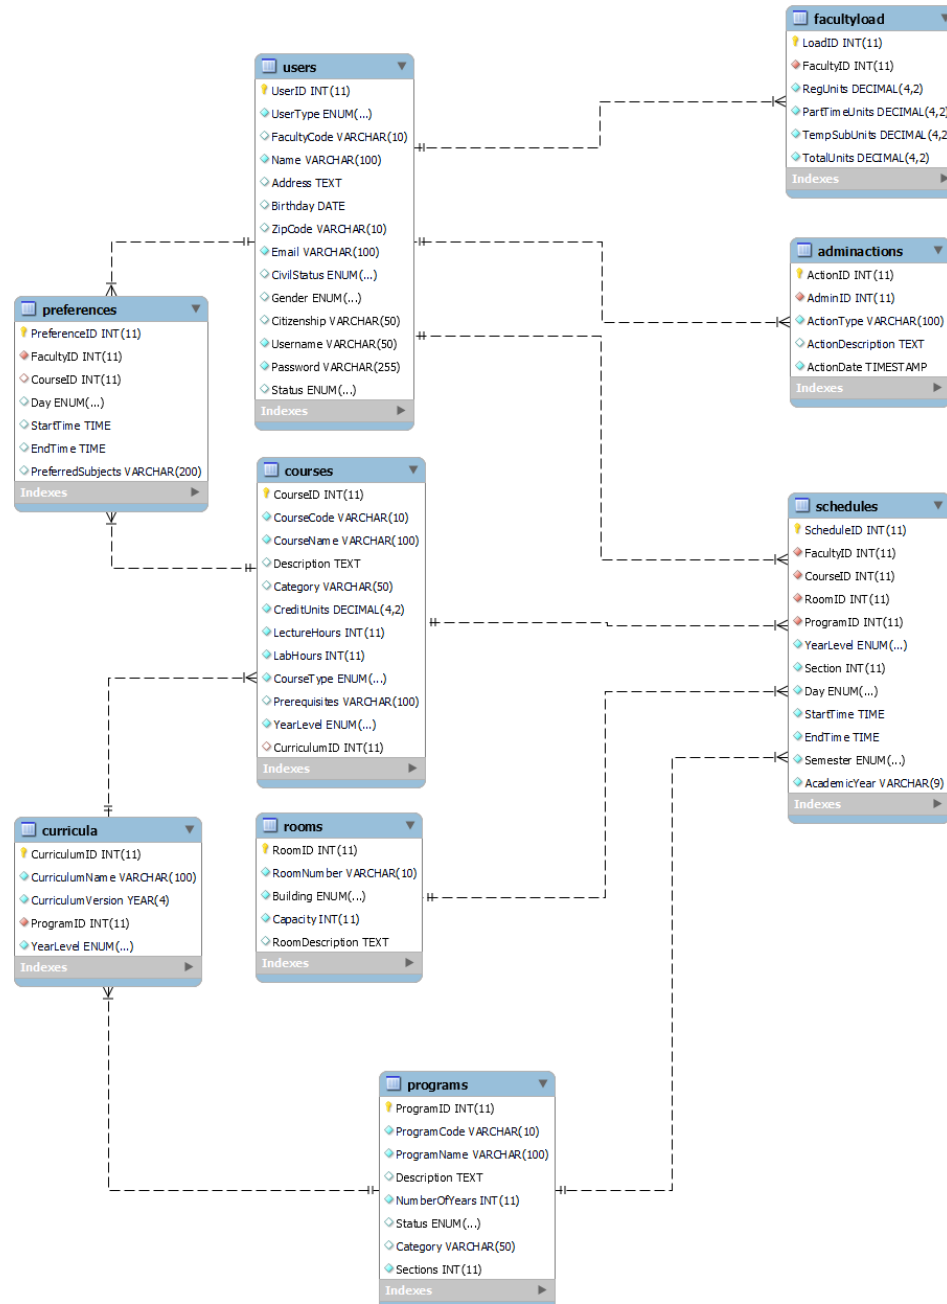 facultyload
LoadID INT(11)
FacultyID INT(11)
RegUnits DECIMAL(4,2)
PartTimeUnits DECIMAL(4,2)
TempSubUnits DECIMAL(4,2
TotalUnits DECIMAL(4,2)
Indexes
users
UserID INT(11)
UserType ENUM(...)
FacultyCode VARCHAR(10)
Name VARCHAR(100)
Address TEXT
Birthday DATE
ZipCode VARCHAR(10)
Email VARCHAR(100)
CivilStatus ENUM(...)
Gender ENUM(...)
Citizenship VARCHAR(50)
Username VARCHAR(50)
Password VARCHAR(255)
Status ENUM(...)
Indexes
adminactions
ActionID INT(11)
AdminID INT(11)
ActionType VARCHAR(100)
ActionDescription TEXT
ActionDate TIMESTAMP
Indexes
preferences
PreferenceID INT(11)
FacultyID INT(11)
CourseID INT(11)
Day ENUM(...)
StartTime TIME
EndTime TIME
PreferredSubjects VARCHAR(200)
Indexes
courses
CourseID INT(11)
CourseCode VARCHAR(10)
CourseName VARCHAR(100)
Description TEXT
Category VARCHAR(50)
CreditUnits DECIMAL(4,2)
LectureHours INT(11)
LabHours INT(11)
CourseType ENUM(...)
Prerequisites VARCHAR(100)
YearLevel ENUM(...)
CurriculumID INT(11)
Indexes
schedules
ScheduleID INT(11)
FacultyID INT(11)
CourseID INT(11)
RoomID INT(11)
ProgramID INT(11)
YearLevel ENUM(...)
Section INT(11)
Day ENUM(...)
StartTime TIME
EndTime TIME
Semester ENUM(...)
AcademicYear VARCHAR(9)
Indexes
curricula
CurriculumID INT(11)
CurriculumName VARCHAR(100)
CurriculumVersion YEAR(4)
ProgramID INT(11)
YearLevel ENUM(...)
Indexes
rooms
RoomID INT(11)
RoomNumber VARCHAR(10)
Building ENUM(...)
Capacity INT(11)
RoomDescription TEXT
Indexes
programs
ProgramID INT(11)
ProgramCode VARCHAR(10)
ProgramName VARCHAR(100)
Description TEXT
NumberOfYears INT(11)
Status ENUM(...)
Category VARCHAR(50)
Sections INT(11)
Indexes